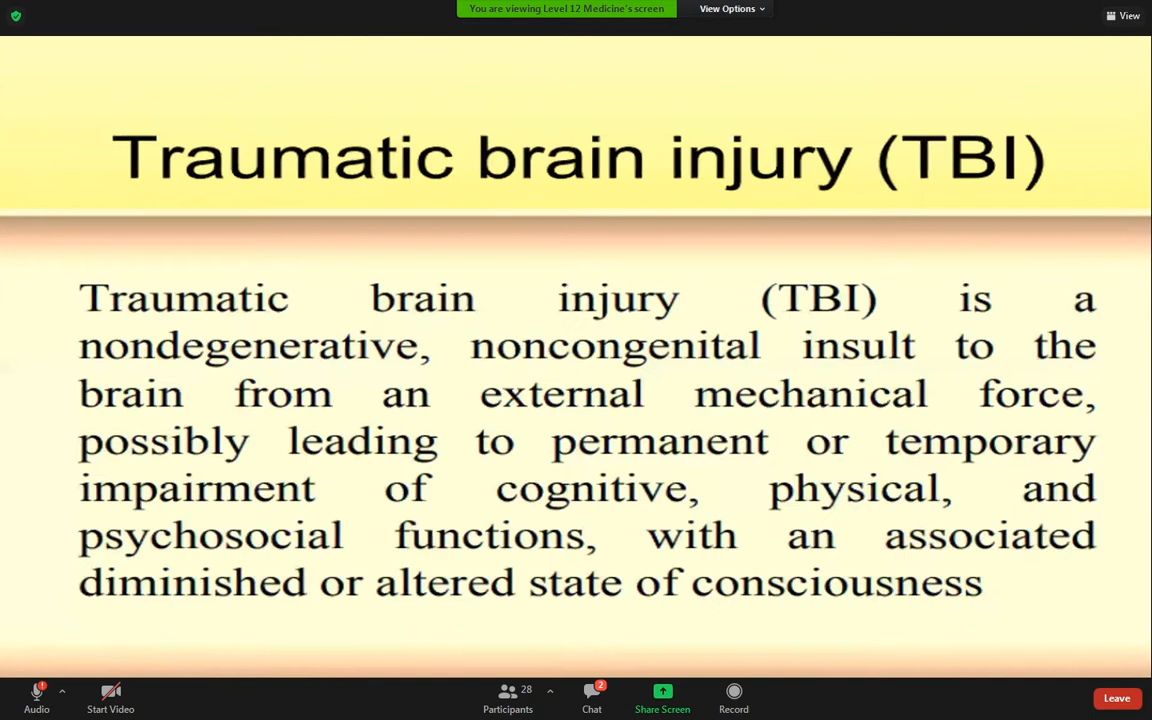 You are viewing Level 12 Medicine's screen
View Options
View
Traumatic brain injury (TBI)
Traumatic brain injury (TBI) is a
nondegenerative, noncongenital insult to the
brain from an external mechanical force,
possibly leading to permanent or temporary
impairment of cognitive, physical, and
psychosocial functions, with an associated
diminished or altered state of consciousness
28
2
Audio
Start Video
Participants
Chat
Share Screen
Record
Leave